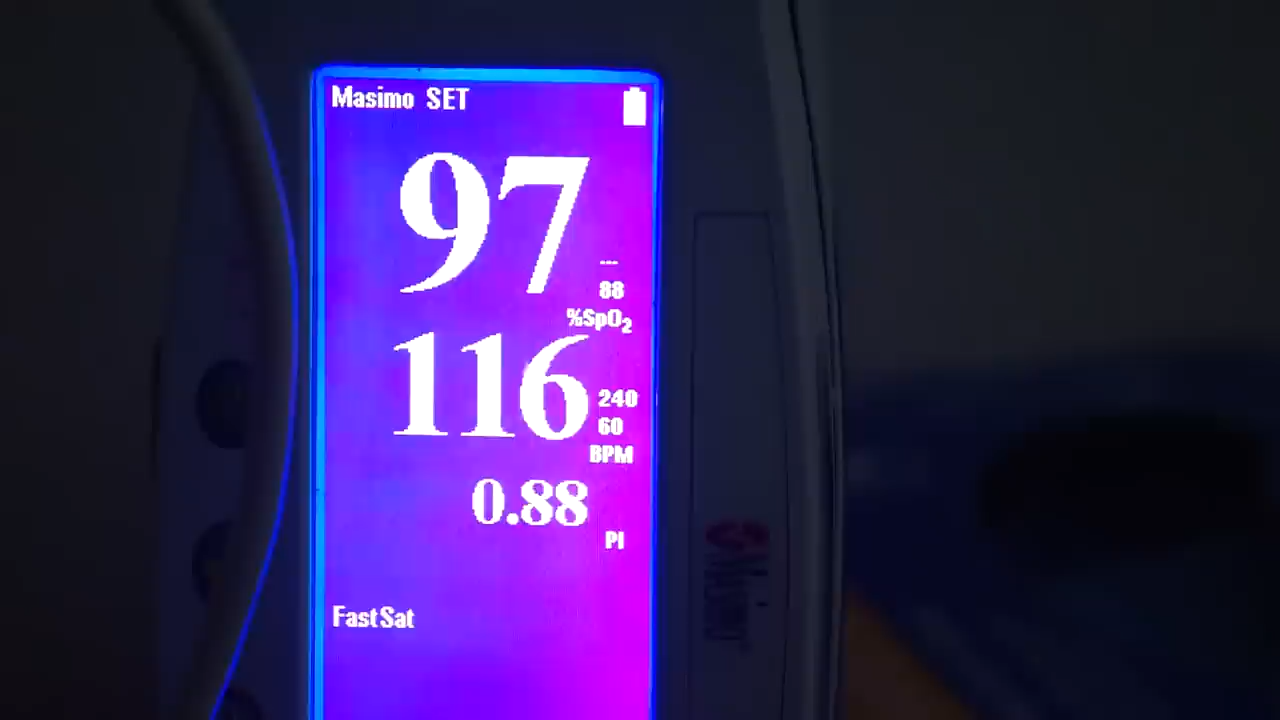 Masimo SET
97
---
88
%SpO₂
116
240
60
BPM
0.88
PI
FastSat